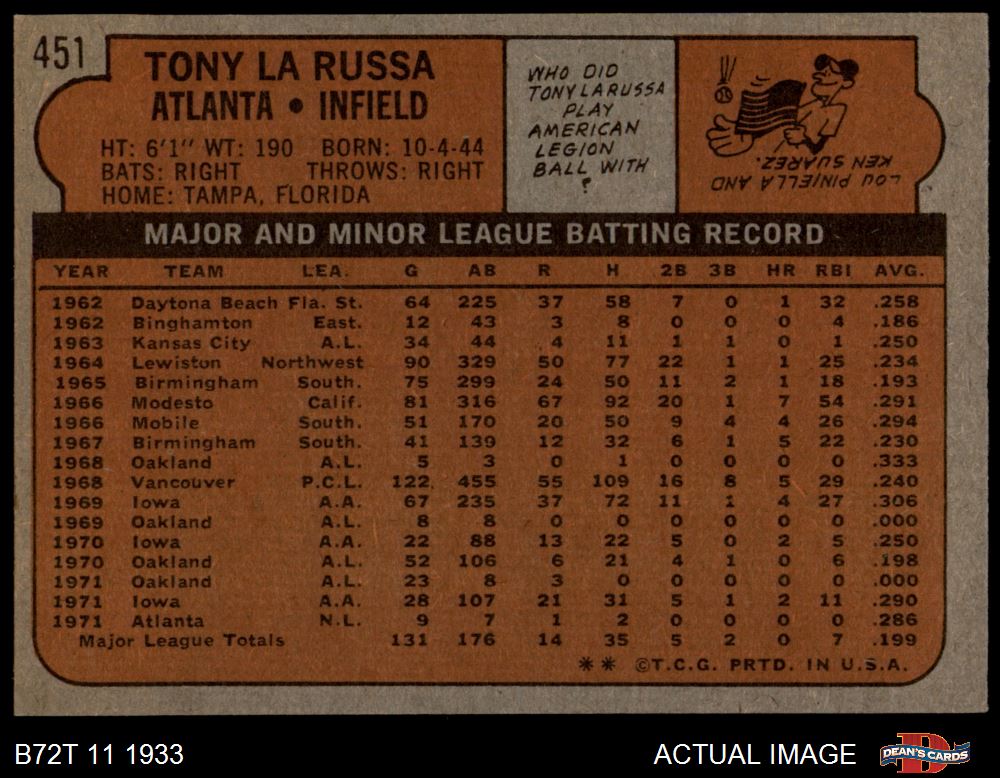 451
TONY LA RUSSA
ATLANTA • INFIELD
HT: 6'1" WT: 190 BORN: 10-4-44
BATS: RIGHT THROWS: RIGHT
HOME: TAMPA, FLORIDA
WHO DID
TONY LARUSSA
PLAY
AMERICAN
LEGION
BALL WITH
?
LOU PINIELLA AND
KEN SUAREZ.
MAJOR AND MINOR LEAGUE BATTING RECORD
YEAR TEAM LEA. G AB R H 2B 3B HR RBI AVG.
1962 Daytona Beach Fla. St. 64 225 37 58 7 0 1 32 .258
1962 Binghamton East. 12 43 3 8 0 0 0 4 .186
1963 Kansas City A.L. 34 44 4 11 1 1 0 1 .250
1964 Lewiston Northwest 90 329 50 77 22 1 1 25 .234
1965 Birmingham South. 75 299 24 50 11 2 1 18 .193
1966 Modesto Calif. 81 316 67 92 20 1 7 54 .291
1966 Mobile South. 51 170 20 50 9 4 4 26 .294
1967 Birmingham South. 41 139 12 32 6 1 5 22 .230
1968 Oakland A.L. 5 3 0 1 0 0 0 0 .333
1968 Vancouver P.C.L. 122 455 55 109 16 8 5 29 .240
1969 Iowa A.A. 67 235 37 72 11 1 4 27 .306
1969 Oakland A.L. 8 8 0 0 0 0 0 0 .000
1970 Iowa A.A. 22 88 13 22 5 0 2 5 .250
1970 Oakland A.L. 52 106 6 21 4 1 0 6 .198
1971 Oakland A.L. 23 8 3 0 0 0 0 0 .000
1971 Iowa A.A. 28 107 21 31 5 1 2 11 .290
1971 Atlanta N.L. 9 7 1 2 0 0 0 0 .286
Major League Totals 131 176 14 35 5 2 0 7 .199
** ©T.C.G. PRTD. IN U.S.A.
B72T 11 1933
ACTUAL IMAGE
DEAN'S CARDS